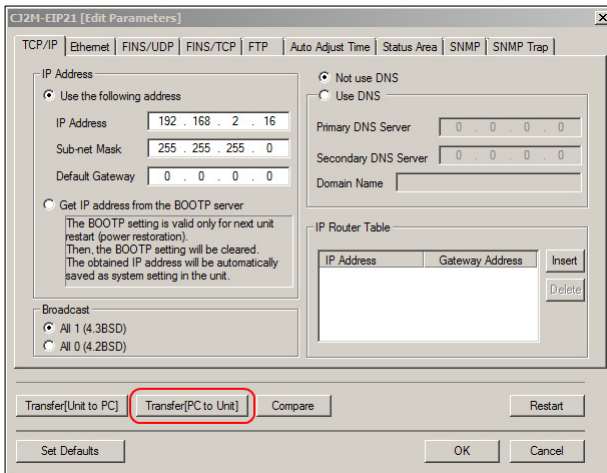 CJ2M-EIP21 [Edit Parameters]
TCP/IP Ethernet FINS/UDP FINS/TCP FTP Auto Adjust Time Status Area SNMP SNMP Trap
IP Address
Use the following address
IP Address 192 . 168 . 2 . 16
Sub-net Mask 255 . 255 . 255 . 0
Default Gateway 0 . 0 . 0 . 0
Get IP address from the BOOTP server
The BOOTP setting is valid only for next unit
restart (power restoration).
Then, the BOOTP setting will be cleared.
The obtained IP address will be automatically
saved as system setting in the unit.
Broadcast
All 1 (4.3BSD)
All 0 (4.2BSD)
Not use DNS
Use DNS
Primary DNS Server 0 . 0 . 0 . 0
Secondary DNS Server 0 . 0 . 0 . 0
Domain Name
IP Router Table
IP Address Gateway Address
Insert
Delete
Transfer[Unit to PC] Transfer[PC to Unit] Compare Restart
Set Defaults OK Cancel